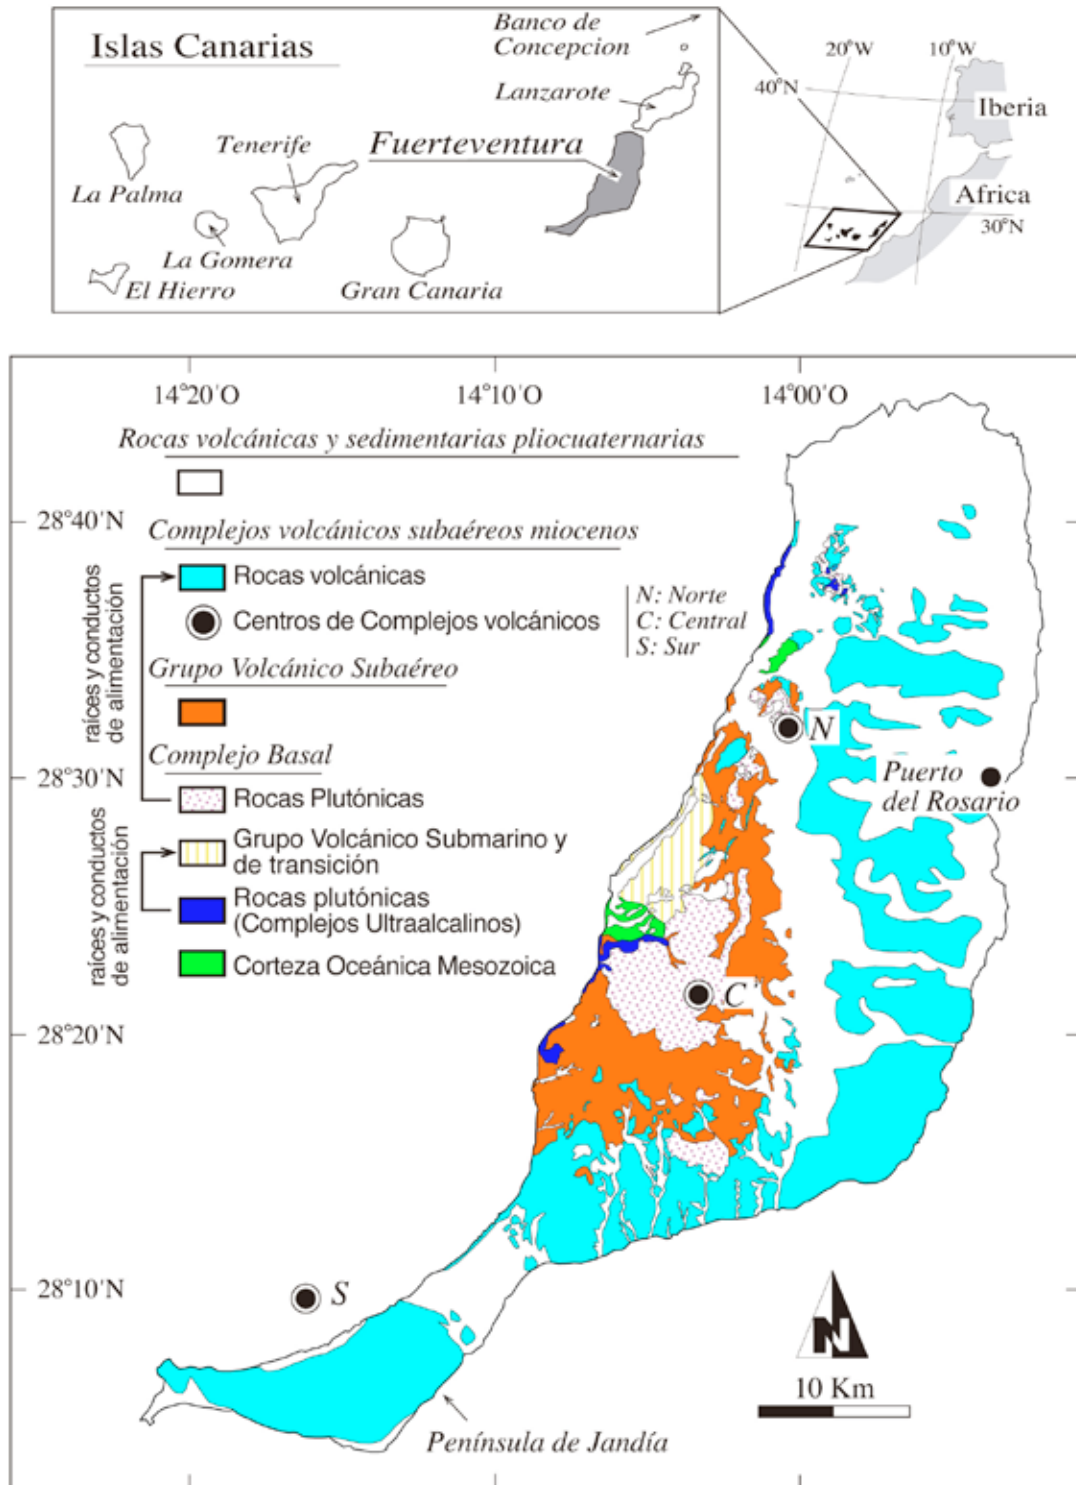 Islas Canarias
Banco de
Concepcion
Lanzarote
Fuerteventura
Tenerife
La Palma
La Gomera
El Hierro
Gran Canaria
20°W
10°W
40°N
Iberia
Africa
30°N
14°20'O
14°10'O
14°00'O
Rocas volcánicas y sedimentarias pliocuaternarias
28°40'N
Complejos volcánicos subaéreos miocenos
Rocas volcánicas
Centros de Complejos volcánicos
raíces y conductos
de alimentación
N: Norte
C: Central
S: Sur
Grupo Volcánico Subaéreo
Complejo Basal
28°30'N
Rocas Plutónicas
Grupo Volcánico Submarino y
de transición
Rocas plutónicas
(Complejos Ultraalcalinos)
raíces y conductos
de alimentación
Corteza Oceánica Mesozoica
N
Puerto
del Rosario
C
28°20'N
28°10'N
S
N
10 Km
Península de Jandía